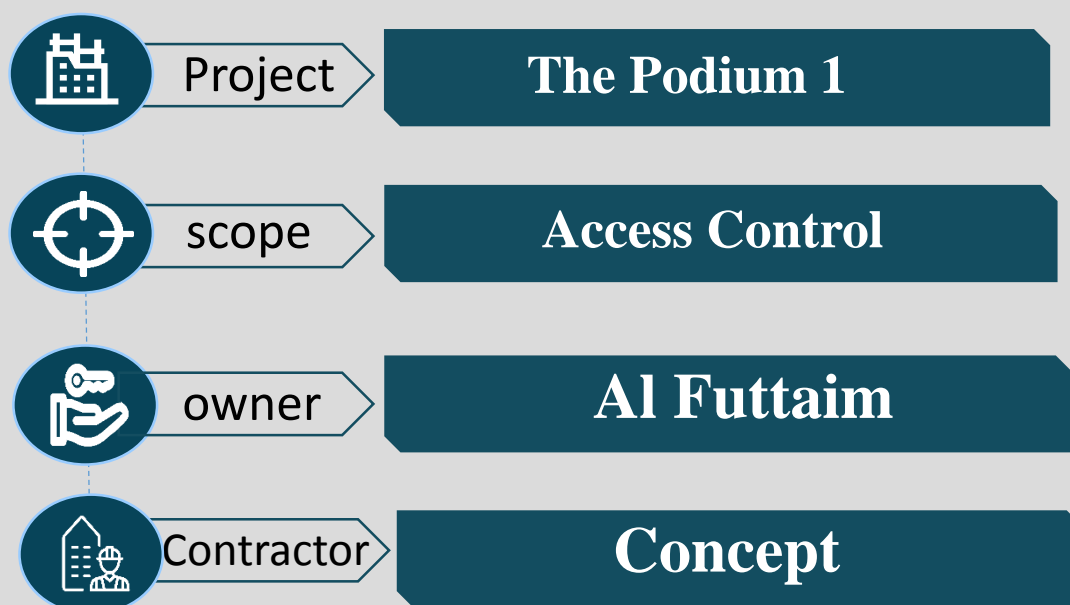 Project
The Podium 1
scope
Access Control
owner
Al Futtaim
Contractor
Concept